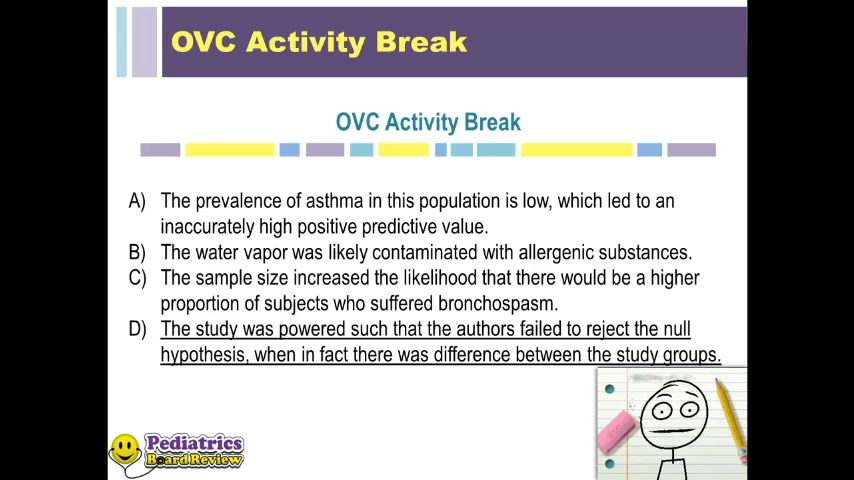 OVC Activity Break
OVC Activity Break
A) The prevalence of asthma in this population is low, which led to an
inaccurately high positive predictive value.
B) The water vapor was likely contaminated with allergenic substances.
C) The sample size increased the likelihood that there would be a higher
proportion of subjects who suffered bronchospasm.
D) The study was powered such that the authors failed to reject the null
hypothesis, when in fact there was difference between the study groups.
Pediatrics
Board Review